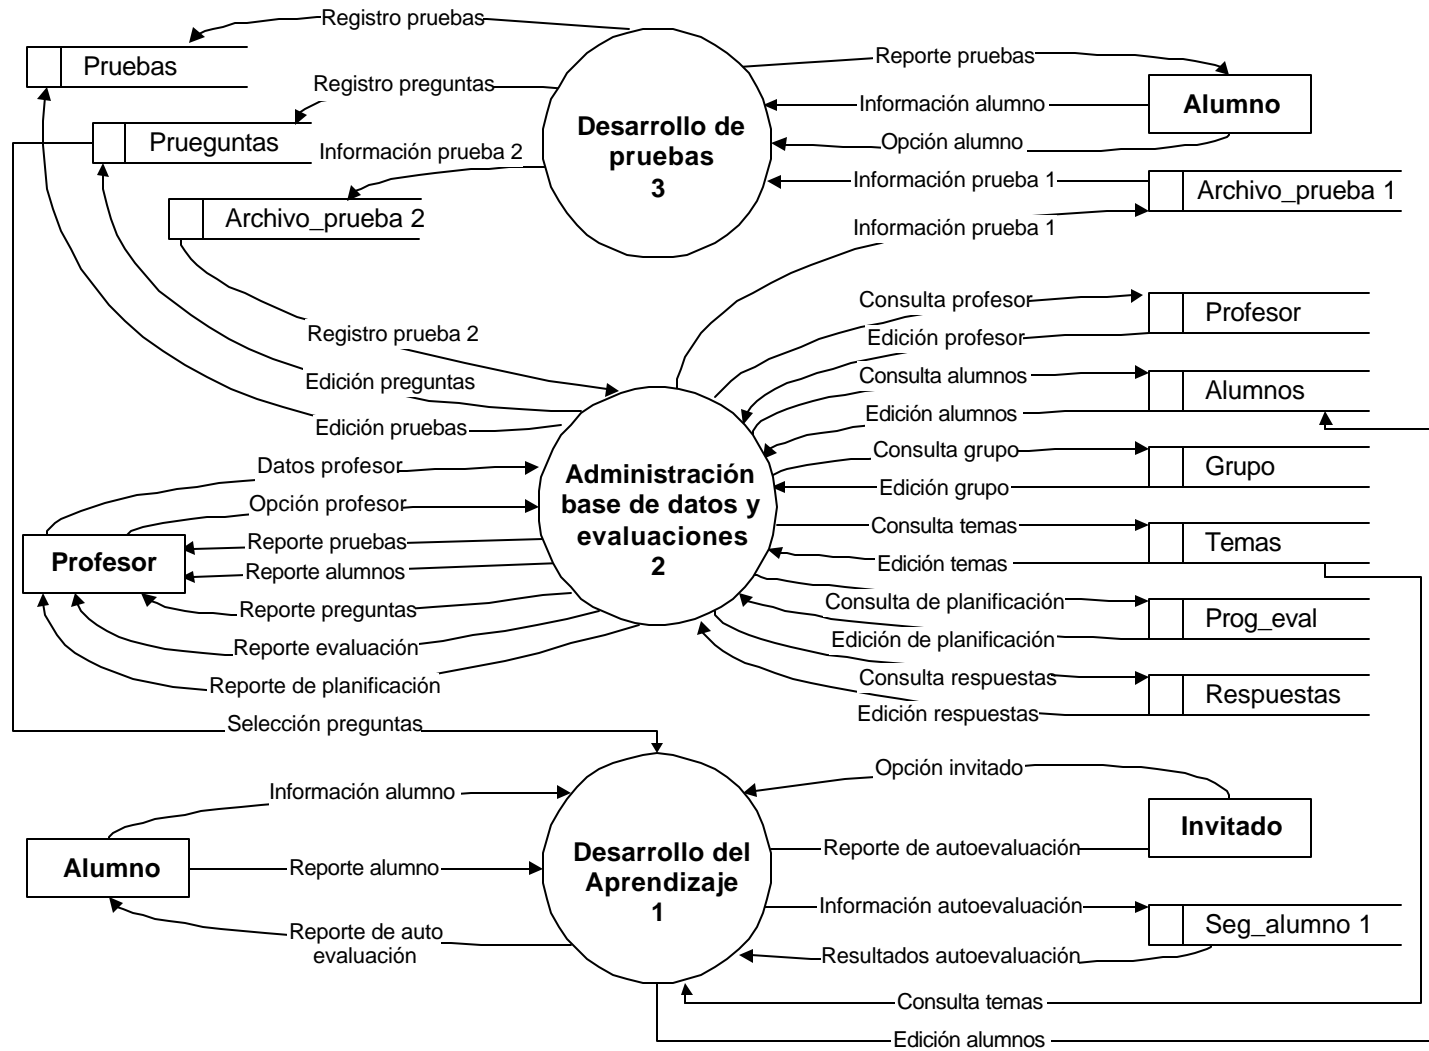 Registro pruebas
Pruebas
Reporte pruebas
Registro preguntas
Información alumno
Alumno
Prueguntas
Desarrollo de
pruebas
3
Opción alumno
Información prueba 2
Información prueba 1
Archivo_prueba 1
Archivo_prueba 2
Información prueba 1
Consulta profesor
Profesor
Registro prueba 2
Edición profesor
Edición preguntas
Consulta alumnos
Alumnos
Edición pruebas
Edición alumnos
Datos profesor
Consulta grupo
Grupo
Administración
base de datos y
evaluaciones
2
Edición grupo
Opción profesor
Consulta temas
Temas
Reporte pruebas
Profesor
Edición temas
Reporte alumnos
Consulta de planificación
Prog_eval
Reporte preguntas
Edición de planificación
Reporte evaluación
Consulta respuestas
Respuestas
Reporte de planificación
Edición respuestas
Selección preguntas
Opción invitado
Información alumno
Invitado
Desarrollo del
Aprendizaje
1
Reporte de autoevaluación
Alumno
Reporte alumno
Información autoevaluación
Seg_alumno 1
Reporte de auto
evaluación
Resultados autoevaluación
Consulta temas
Edición alumnos